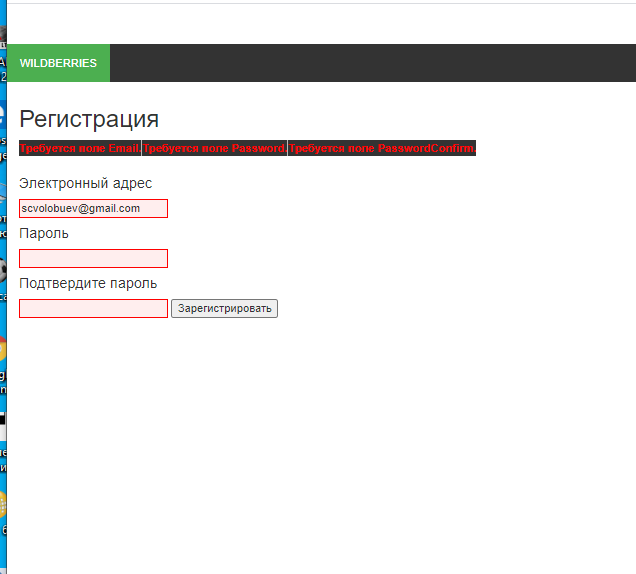 WILDBERRIES
Регистрация
Требуется поле Email.Требуется поле Password.Требуется поле PasswordConfirm.
Электронный адрес
scvolobuev@gmail.com
Пароль
Подтвердите пароль
Зарегистрировать